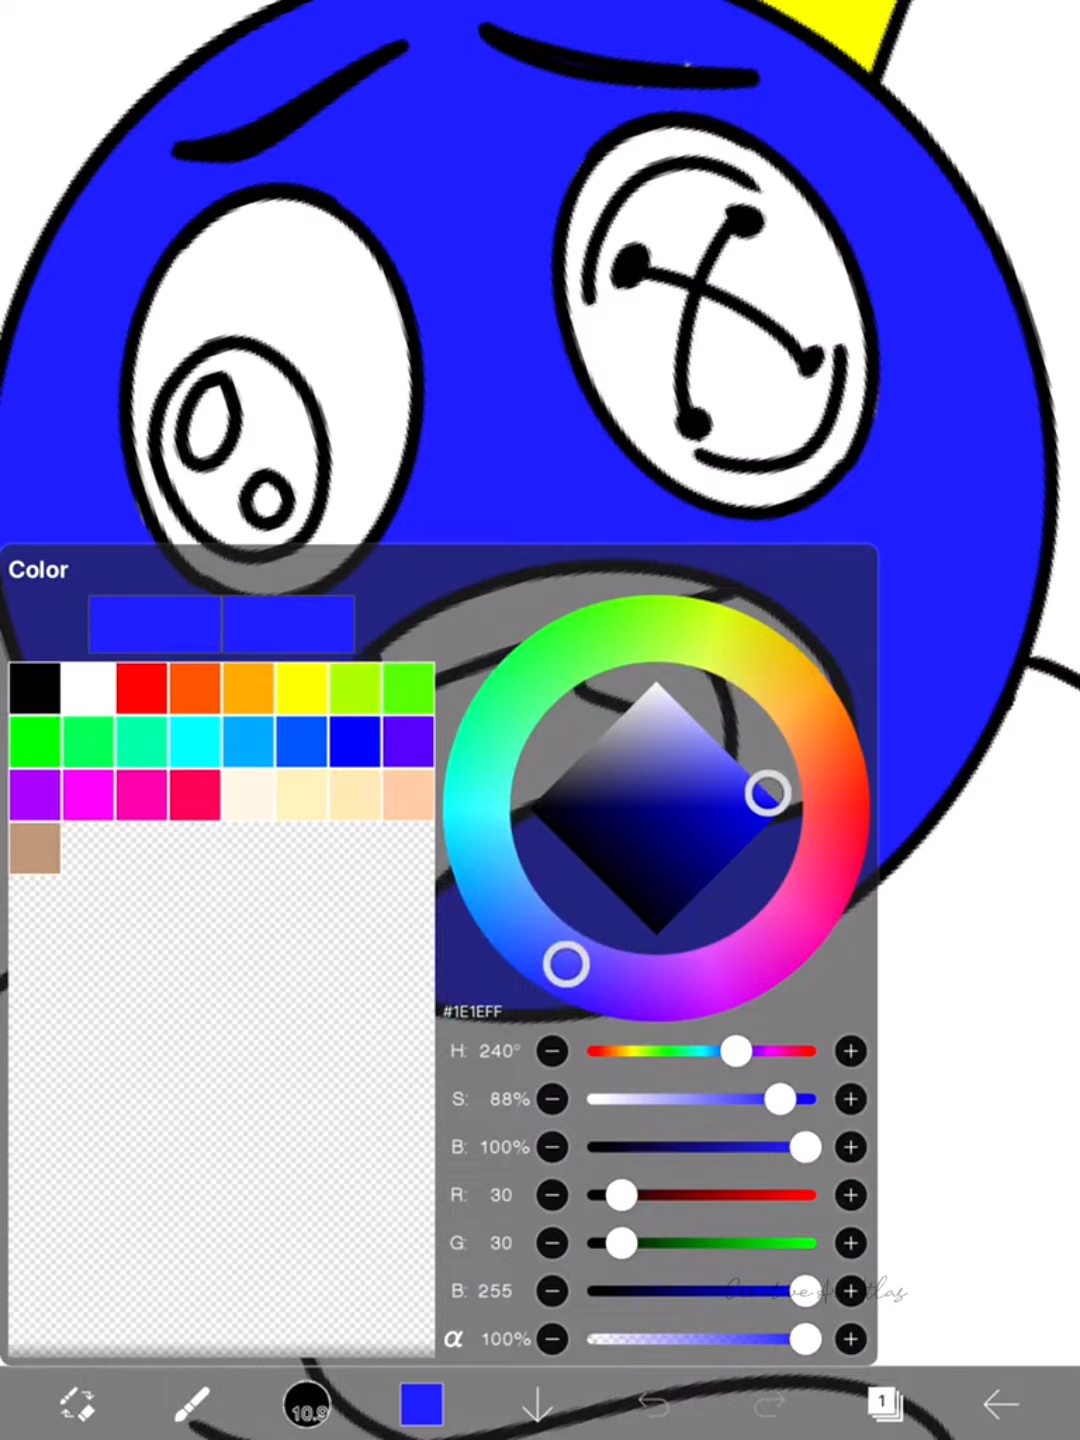 Color
#1E1EFF
H: 240°
S: 88%
B: 100%
R: 30
G: 30
B: 255
α 100%
10.9
1